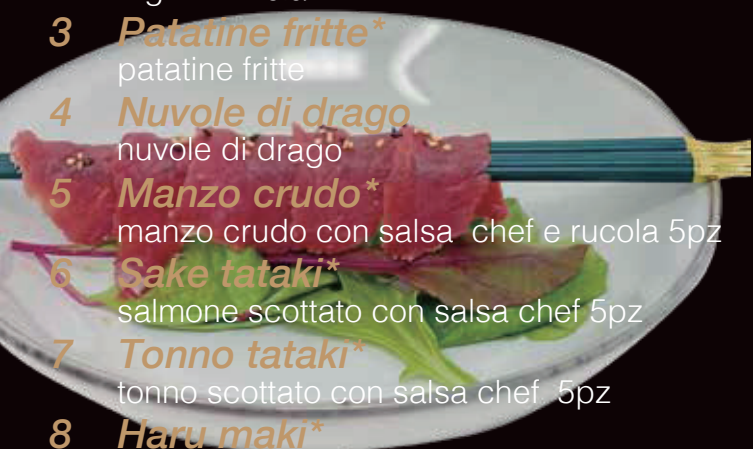 3 Patatine fritte*
patatine fritte
4 Nuvole di drago
nuvole di drago
5 Manzo crudo*
manzo crudo con salsa chef e rucola 5pz
6 Sake tataki*
salmone scottato con salsa chef 5pz
7 Tonno tataki*
tonno scottato con salsa chef 5pz
8 Haru maki*